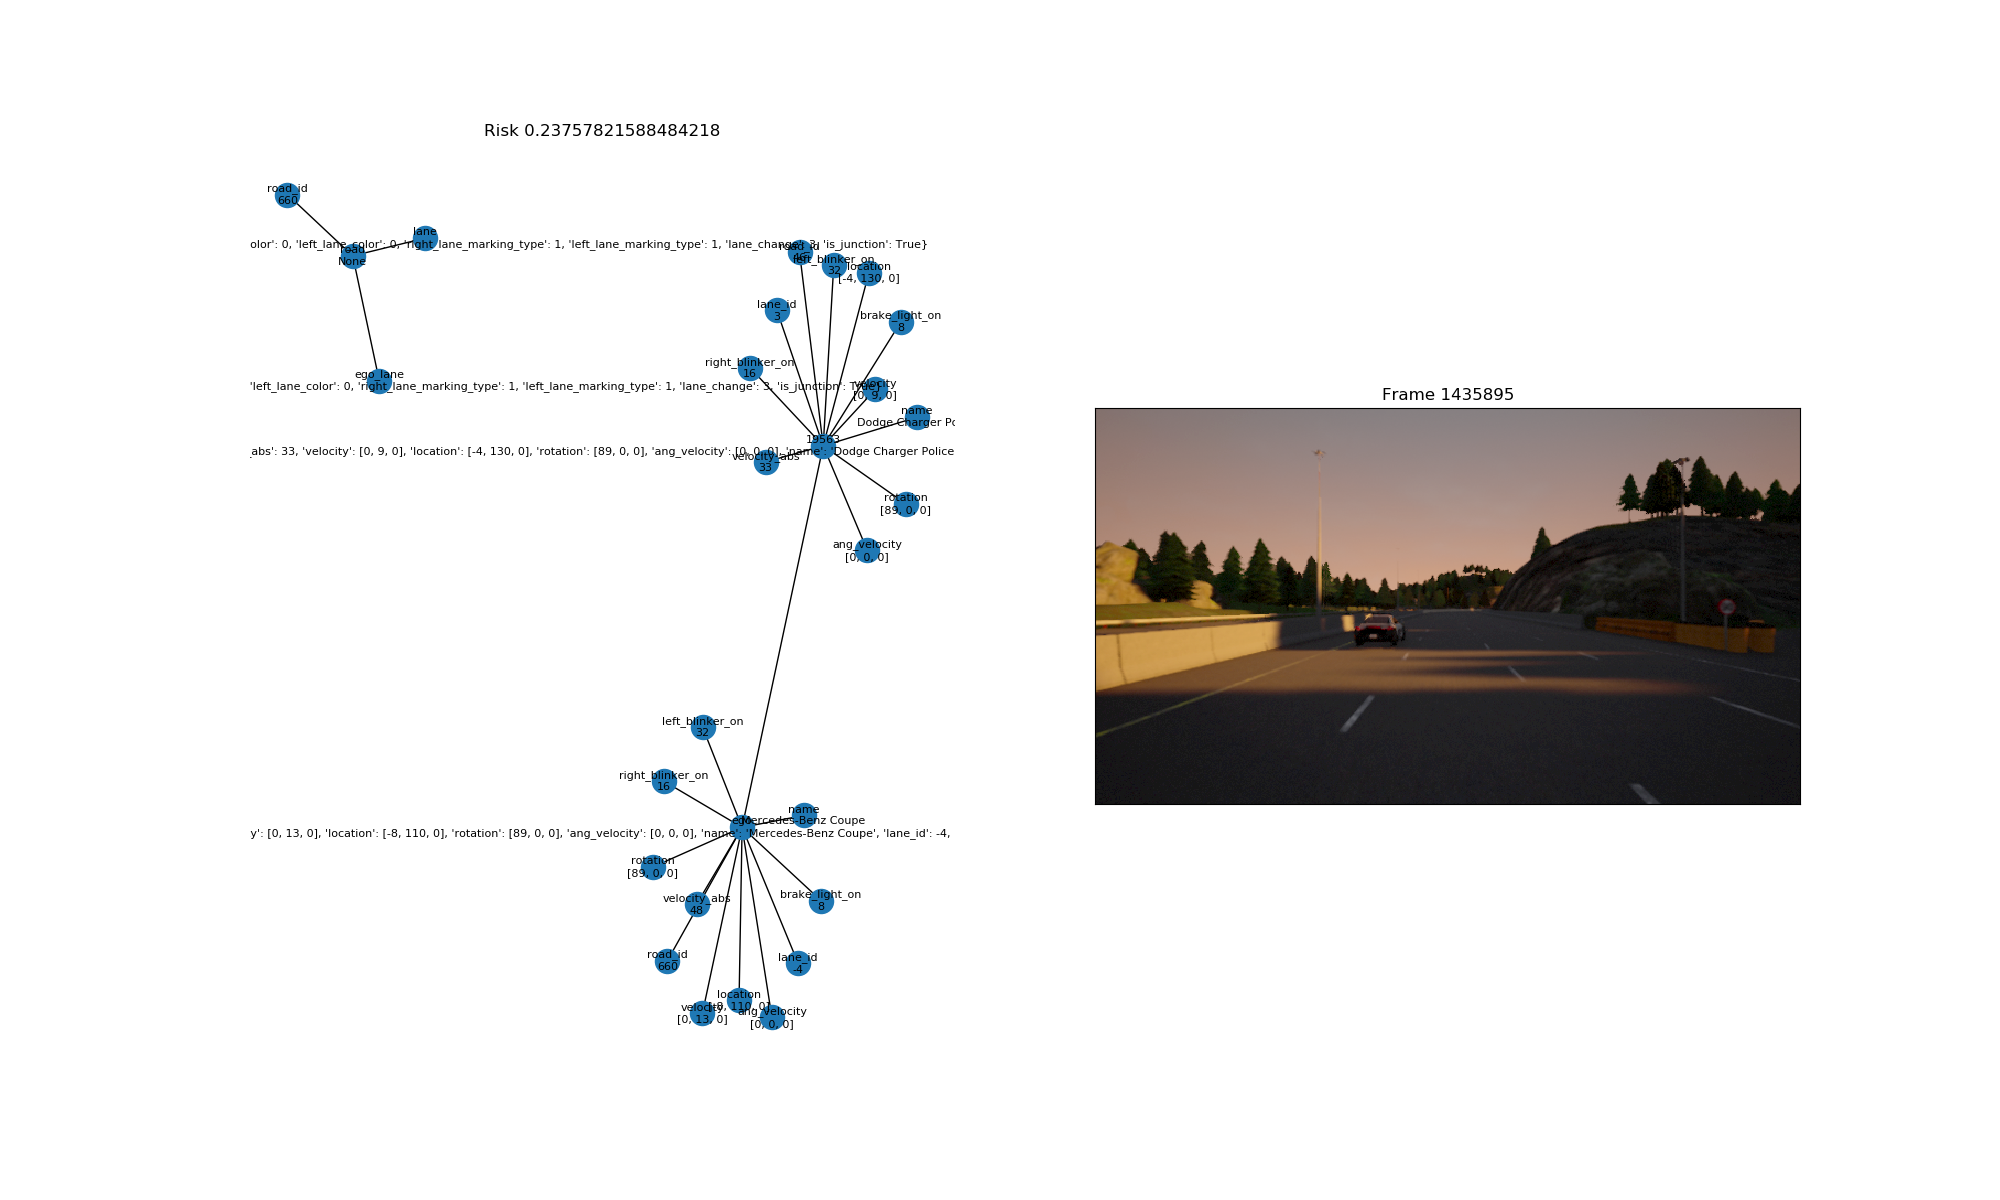 Risk 0.23757821588484218
road_id
660
lane
olor': 0, 'left_lane_color': 0, 'right_lane_marking_type': 1, 'left_lane_marking_type': 1, 'lane_change': 3, 'is_junction': True}
road
None
road_id
left_blinker_on
32
location
[-4, 130, 0]
lane_id
3
brake_light_on
8
right_blinker_on
16
ego_lane
'left_lane_color': 0, 'right_lane_marking_type': 1, 'left_lane_marking_type': 1, 'lane_change': 3, 'is_junction': True}
velocity
[0, 9, 0]
name
Dodge Charger Po
19563
_abs': 33, 'velocity': [0, 9, 0], 'location': [-4, 130, 0], 'rotation': [89, 0, 0], 'ang_velocity': [0, 0, 0], 'name': 'Dodge Charger Police
velocity_abs
33
rotation
[89, 0, 0]
ang_velocity
[0, 0, 0]
left_blinker_on
32
right_blinker_on
16
name
Mercedes-Benz Coupe
ego
y': [0, 13, 0], 'location': [-8, 110, 0], 'rotation': [89, 0, 0], 'ang_velocity': [0, 0, 0], 'name': 'Mercedes-Benz Coupe', 'lane_id': -4,
rotation
[89, 0, 0]
velocity_abs
48
brake_light_on
8
road_id
660
lane_id
-4
location
[-8, 110, 0]
velocity
[0, 13, 0]
ang_velocity
[0, 0, 0]
Frame 1435895